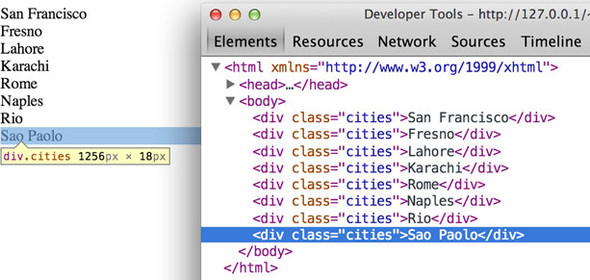 San Francisco
Fresno
Lahore
Karachi
Rome
Naples
Rio
Sao Paolo
div.cities 1256px × 18px
Developer Tools - http://127.0.0.1/~
Elements Resources Network Sources Timeline
▼<html xmlns="http://www.w3.org/1999/xhtml">
▶<head>…</head>
▼<body>
<div class="cities">San Francisco</div>
<div class="cities">Fresno</div>
<div class="cities">Lahore</div>
<div class="cities">Karachi</div>
<div class="cities">Rome</div>
<div class="cities">Naples</div>
<div class="cities">Rio</div>
<div class="cities">Sao Paolo</div>
</body>
</html>